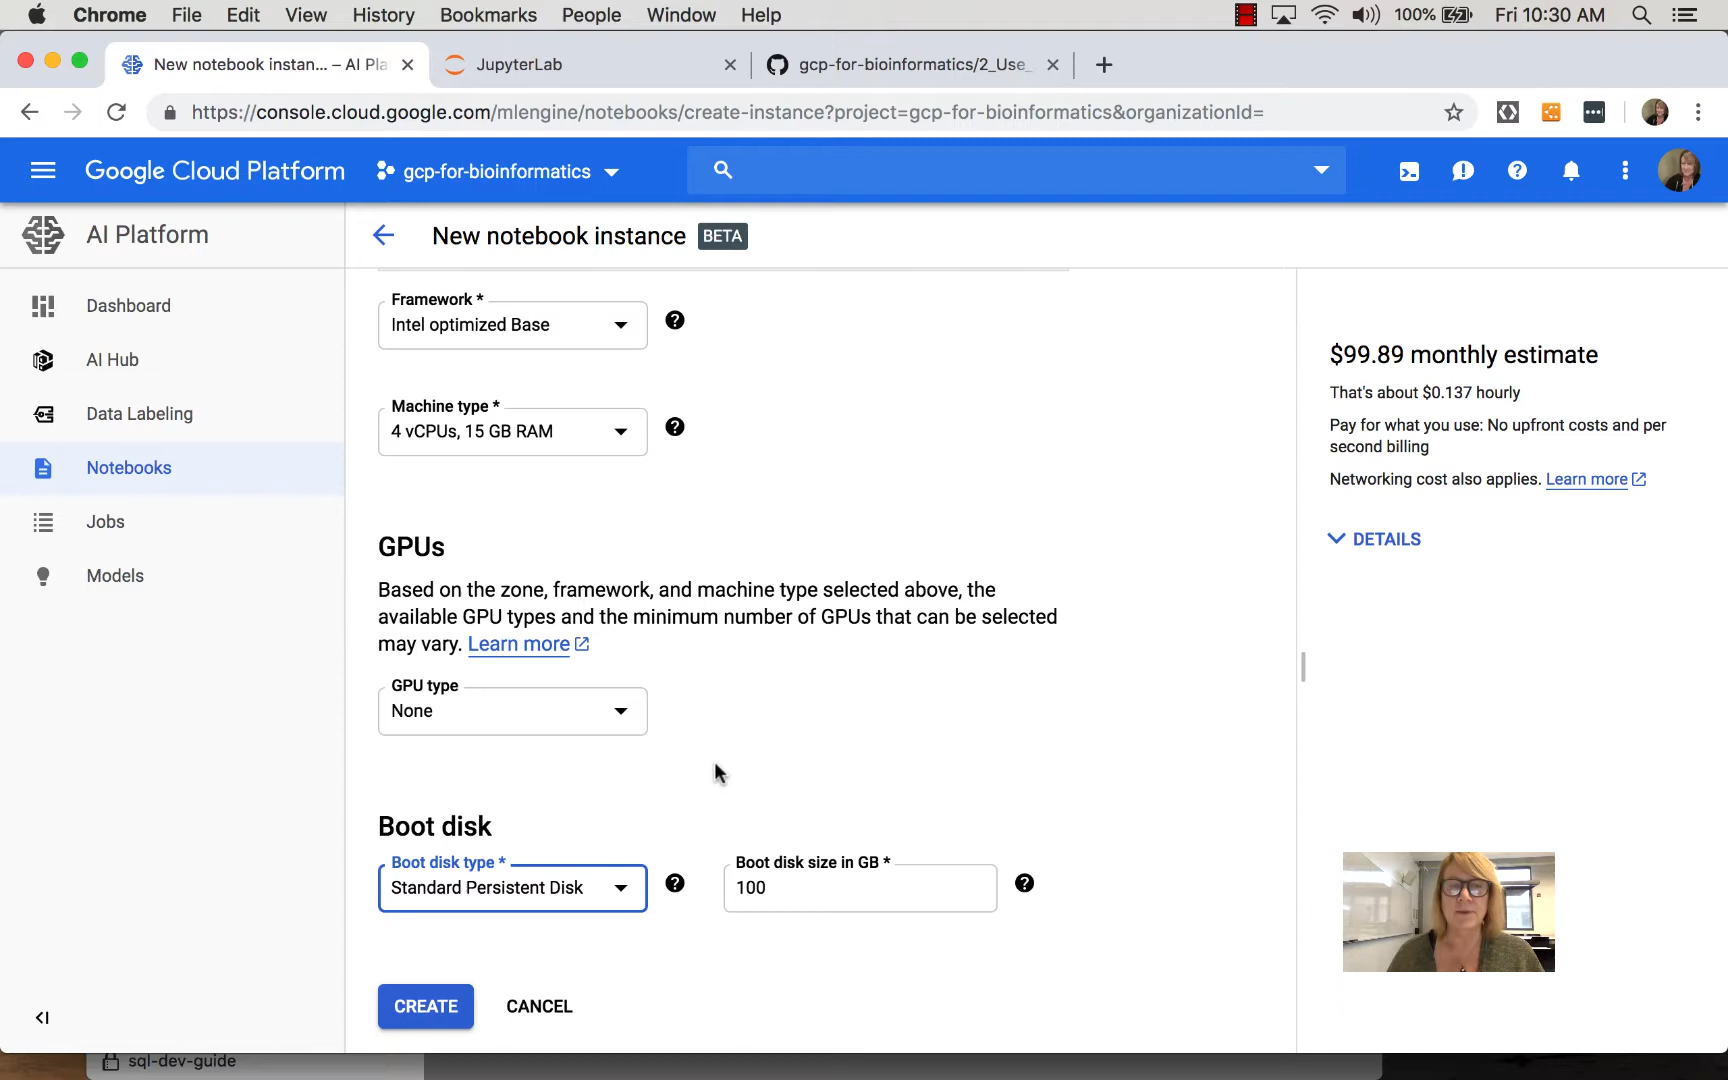 Chrome File Edit View History Bookmarks People Window Help 100% Fri 10:30 AM
New notebook instan... – AI Pla JupyterLab gcp-for-bioinformatics/2_Use_
https://console.cloud.google.com/mlengine/notebooks/create-instance?project=gcp-for-bioinformatics&organizationId=
Google Cloud Platform gcp-for-bioinformatics
AI Platform
New notebook instance BETA
Dashboard
AI Hub
Data Labeling
Notebooks
Jobs
Models
Framework *
Intel optimized Base
Machine type *
4 vCPUs, 15 GB RAM
GPUs
Based on the zone, framework, and machine type selected above, the
available GPU types and the minimum number of GPUs that can be selected
may vary. Learn more
GPU type
None
Boot disk
Boot disk type *
Standard Persistent Disk
Boot disk size in GB *
100
CREATE CANCEL
$99.89 monthly estimate
That's about $0.137 hourly
Pay for what you use: No upfront costs and per
second billing
Networking cost also applies. Learn more
DETAILS
sql-dev-guide